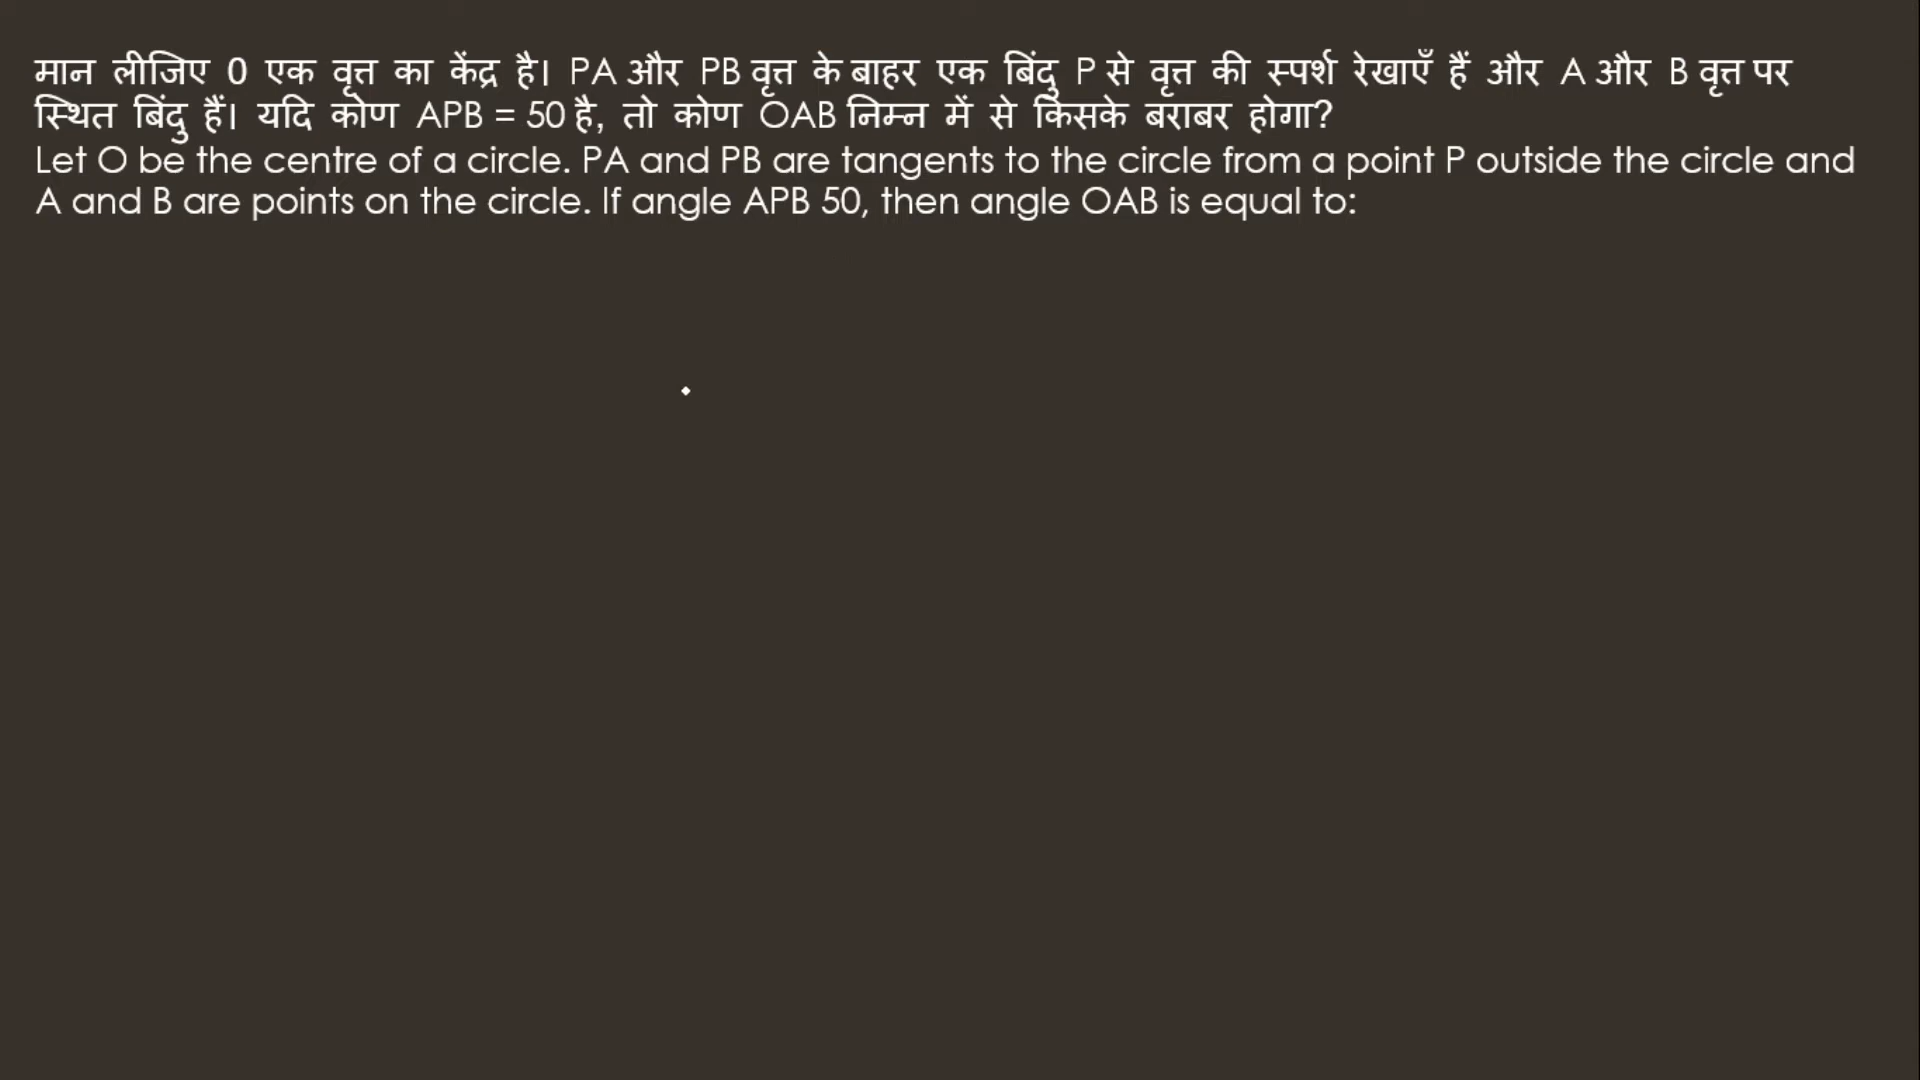 मान लीजिए 0 एक वृत्त का केंद्र है। PA और PB वृत्त के बाहर एक बिंदु P से वृत्त की स्पर्श रेखाएँ हैं और A और B वृत्त पर
स्थित बिंदु हैं। यदि कोण APB = 50 है, तो कोण OAB निम्न में से किसके बराबर होगा?
Let O be the centre of a circle. PA and PB are tangents to the circle from a point P outside the circle and
A and B are points on the circle. If angle APB 50, then angle OAB is equal to: